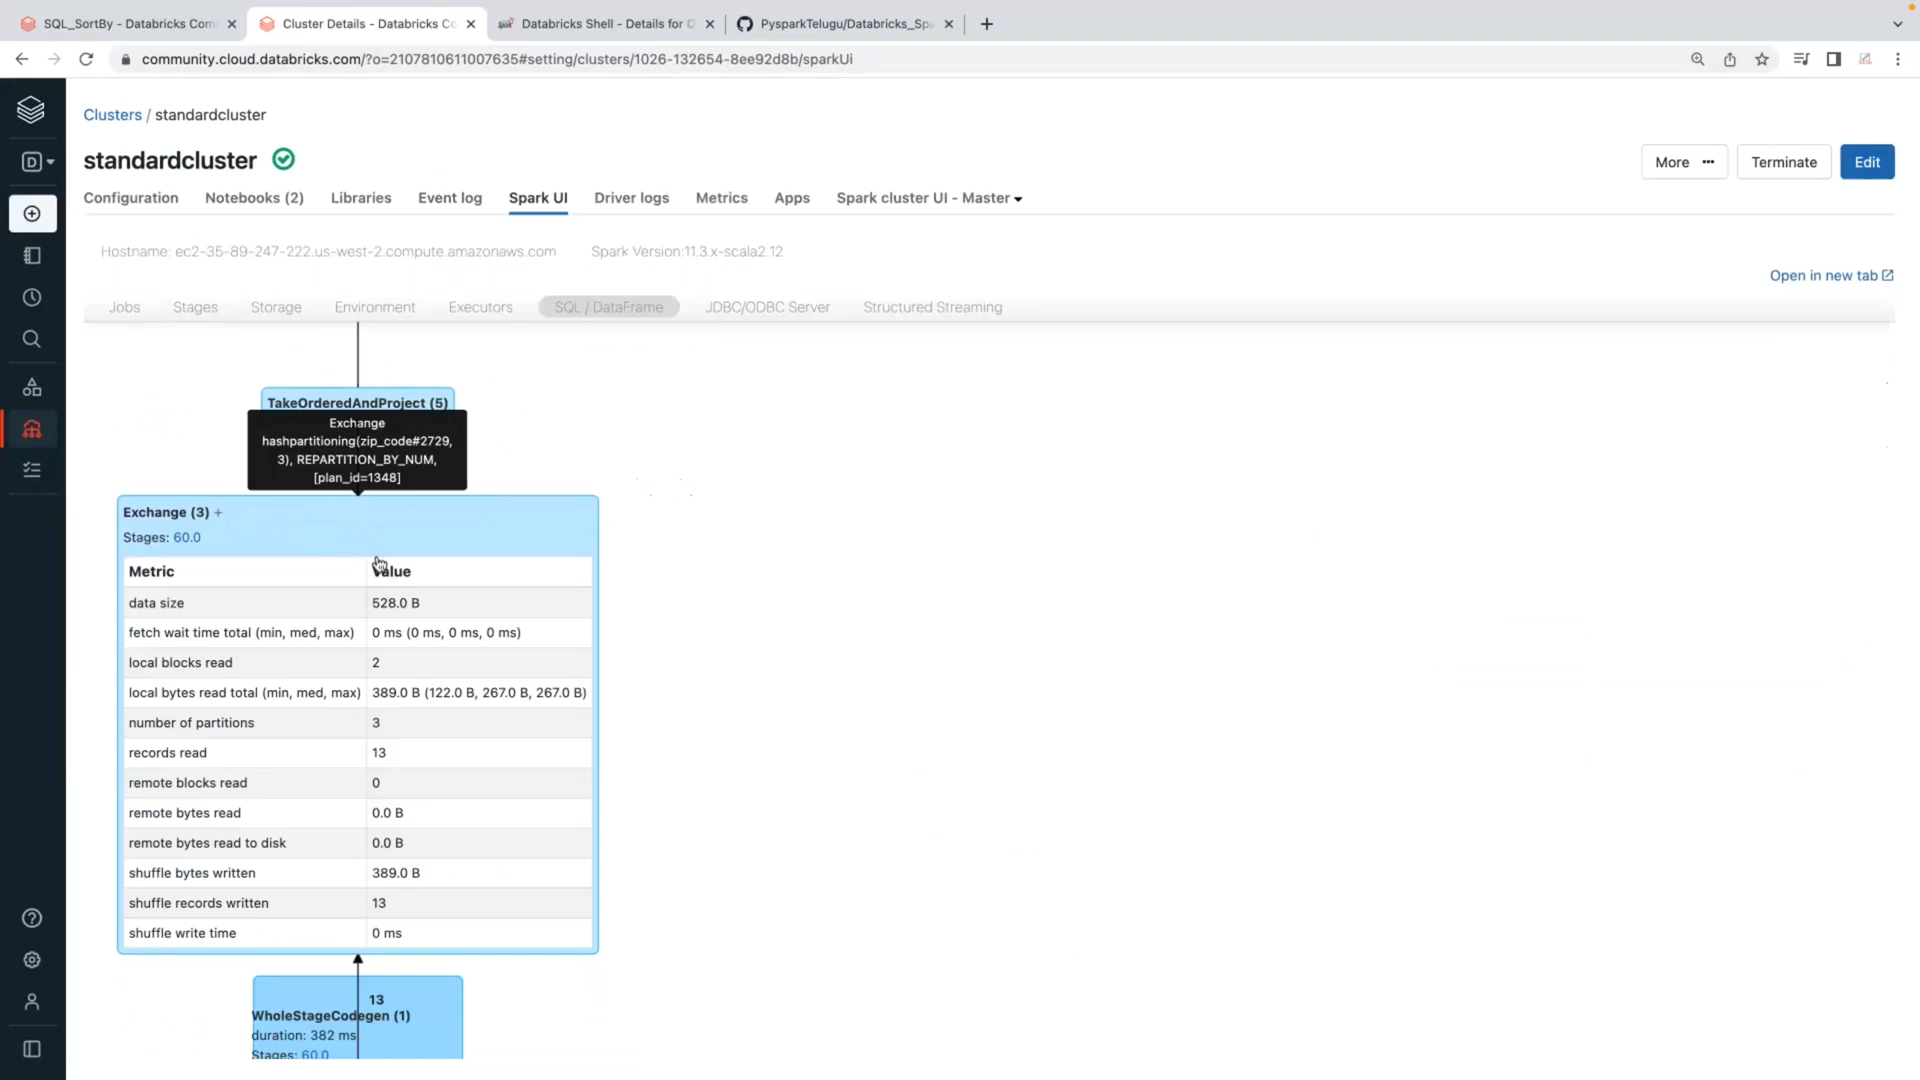 SQL_SortBy - Databricks Com
Cluster Details - Databricks Co
Databricks Shell - Details for Q
PysparkTelugu/Databricks_Spa
community.cloud.databricks.com/?o=2107810611007635#setting/clusters/1026-132654-8ee92d8b/sparkUi
Clusters / standardcluster
D
standardcluster
More
Terminate
Edit
Configuration
Notebooks (2)
Libraries
Event log
Spark UI
Driver logs
Metrics
Apps
Spark cluster UI - Master
Hostname: ec2-35-89-247-222.us-west-2.compute.amazonaws.com
Spark Version:11.3.x-scala2.12
Open in new tab
Jobs
Stages
Storage
Environment
Executors
SQL / DataFrame
JDBC/ODBC Server
Structured Streaming
TakeOrderedAndProject (5)
Exchange
hashpartitioning(zip_code#2729,
3), REPARTITION_BY_NUM,
[plan_id=1348]
Exchange (3) +
Stages: 60.0
Metric Value
data size 528.0 B
fetch wait time total (min, med, max) 0 ms (0 ms, 0 ms, 0 ms)
local blocks read 2
local bytes read total (min, med, max) 389.0 B (122.0 B, 267.0 B, 267.0 B)
number of partitions 3
records read 13
remote blocks read 0
remote bytes read 0.0 B
remote bytes read to disk 0.0 B
shuffle bytes written 389.0 B
shuffle records written 13
shuffle write time 0 ms
13
WholeStageCodegen (1)
duration: 382 ms
Stages: 60.0